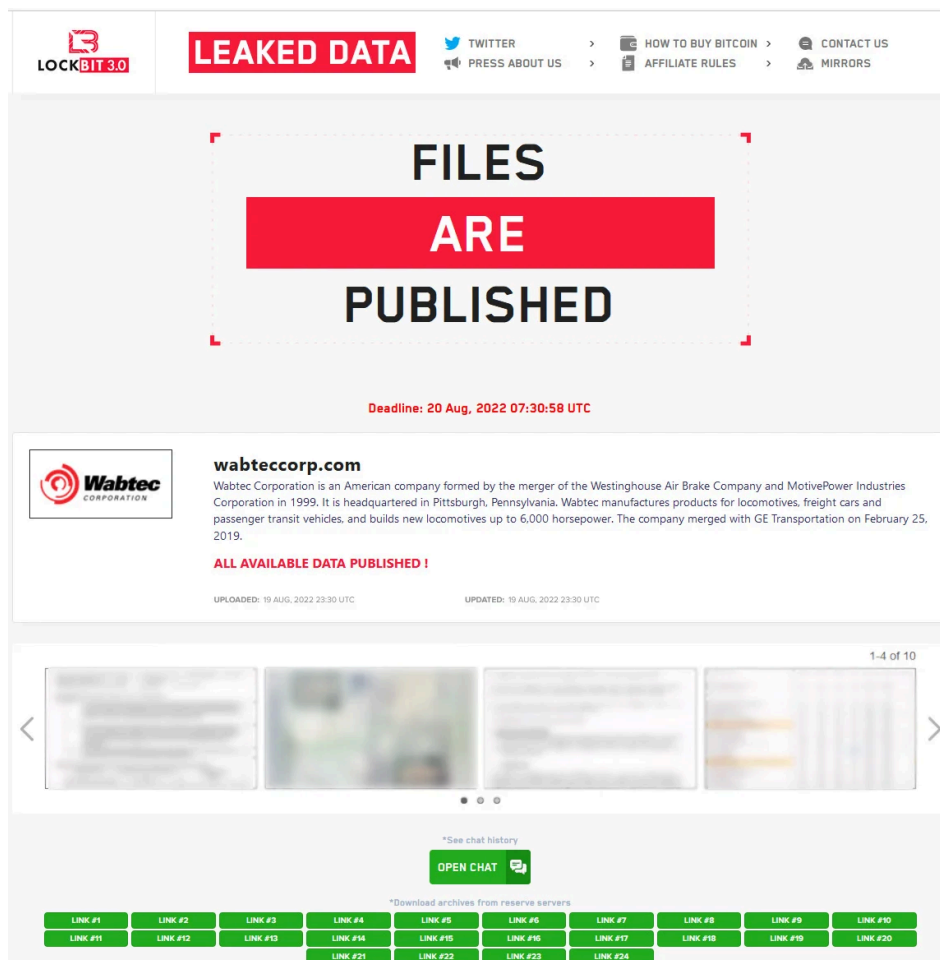 LOCKBIT 3.0
LEAKED DATA
TWITTER >
PRESS ABOUT US >
HOW TO BUY BITCOIN >
AFFILIATE RULES >
CONTACT US
MIRRORS
FILES
ARE
PUBLISHED
Deadline: 20 Aug, 2022 07:30:58 UTC
Wabtec
CORPORATION
wabteccorp.com
Wabtec Corporation is an American company formed by the merger of the Westinghouse Air Brake Company and MotivePower Industries
Corporation in 1999. It is headquartered in Pittsburgh, Pennsylvania. Wabtec manufactures products for locomotives, freight cars and
passenger transit vehicles, and builds new locomotives up to 6,000 horsepower. The company merged with GE Transportation on February 25,
2019.
ALL AVAILABLE DATA PUBLISHED !
UPLOADED: 19 AUG, 2022 23:30 UTC
UPDATED: 19 AUG, 2022 23:30 UTC
1-4 of 10
*See chat history
OPEN CHAT
*Download archives from reserve servers
LINK #1 LINK #2 LINK #3 LINK #4 LINK #5 LINK #6 LINK #7 LINK #8 LINK #9 LINK #10
LINK #11 LINK #12 LINK #13 LINK #14 LINK #15 LINK #16 LINK #17 LINK #18 LINK #19 LINK #20
LINK #21 LINK #22 LINK #23 LINK #24